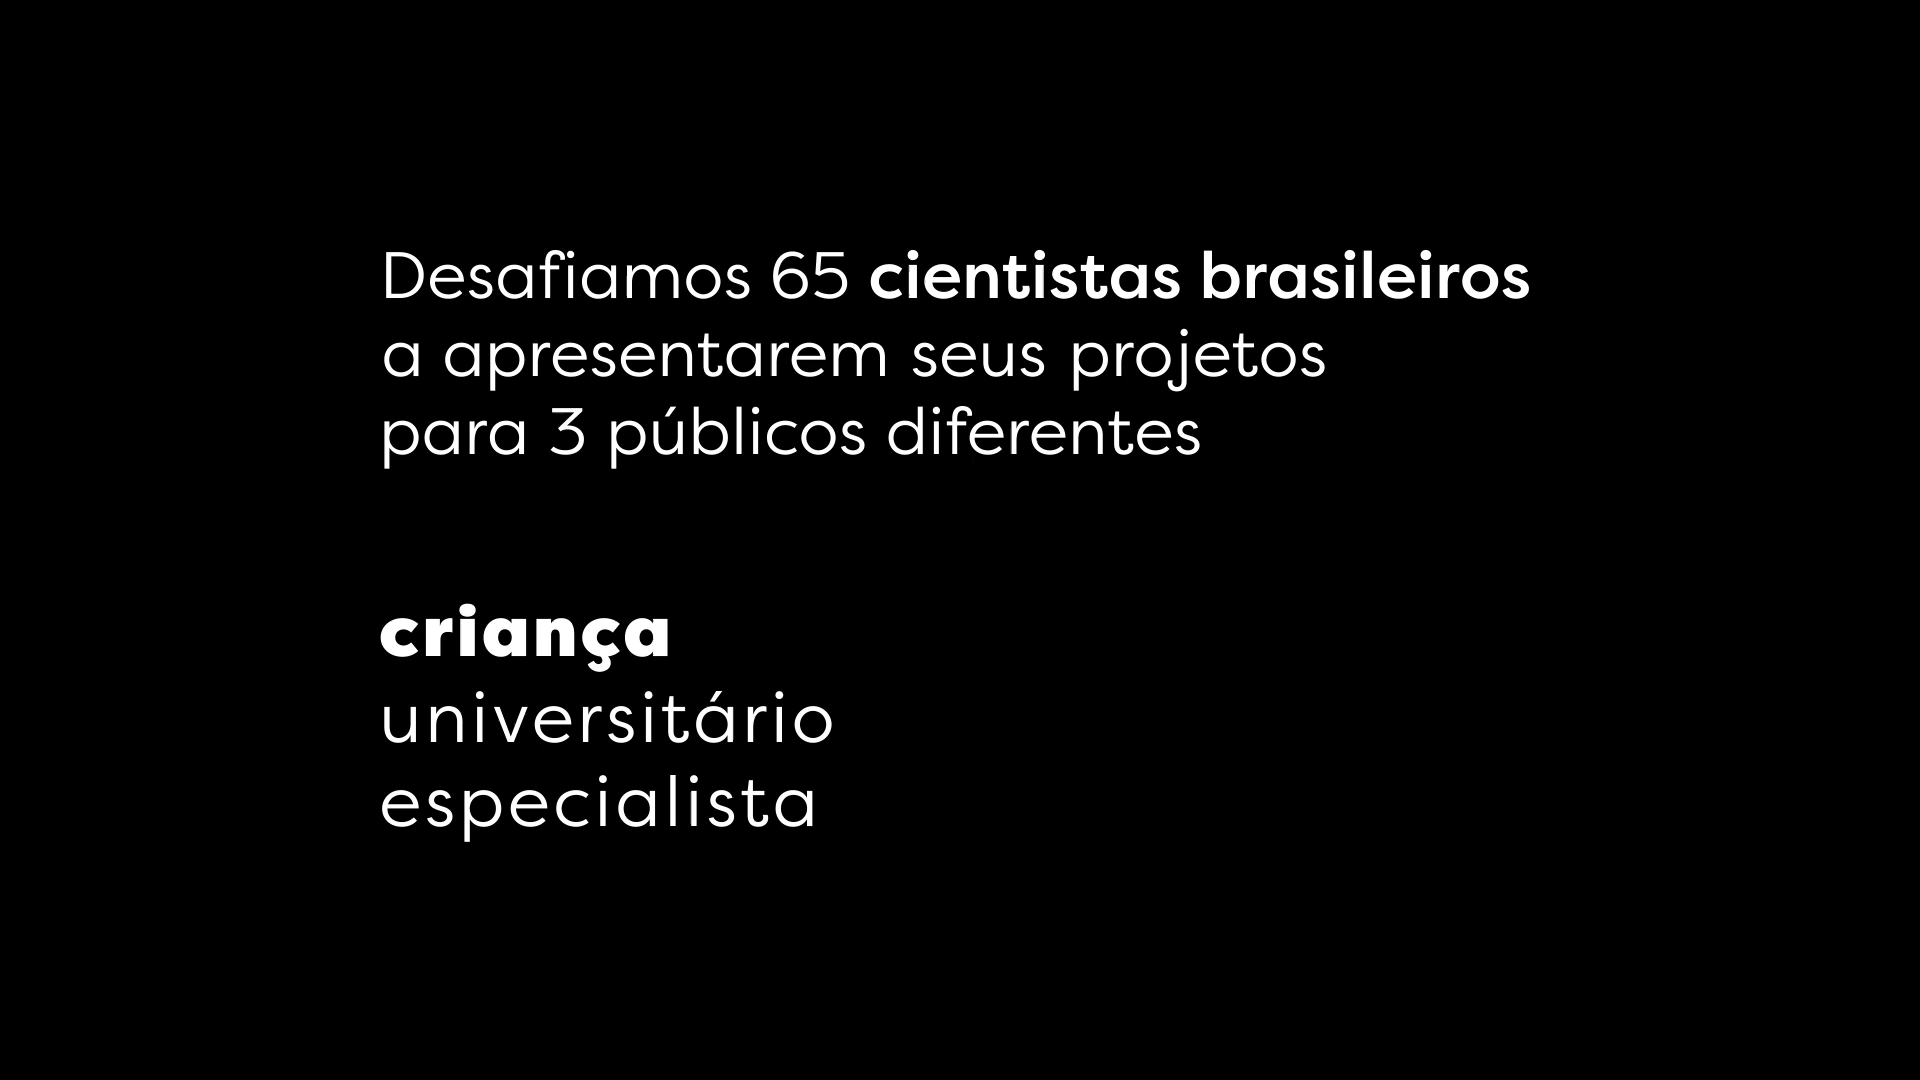 Desafiamos 65 cientistas brasileiros
a apresentarem seus projetos
para 3 públicos diferentes
criança
universitário
especialista